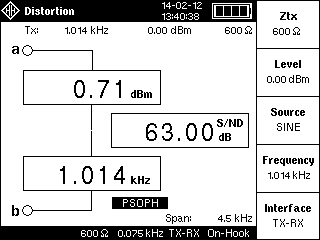 Distortion 14-02-12
13:40:38
Tx: 1.014 kHz 0.00 dBm 600 Ω
a
0.71 dBm
63.00 S/ND
dB
1.014 kHz
b
PSOPH
Span: 4.5 kHz
600 Ω 0.075 kHz TX-RX On-Hook
Ztx
600 Ω
Level
0.00 dBm
Source
SINE
Frequency
1.014 kHz
Interface
TX-RX